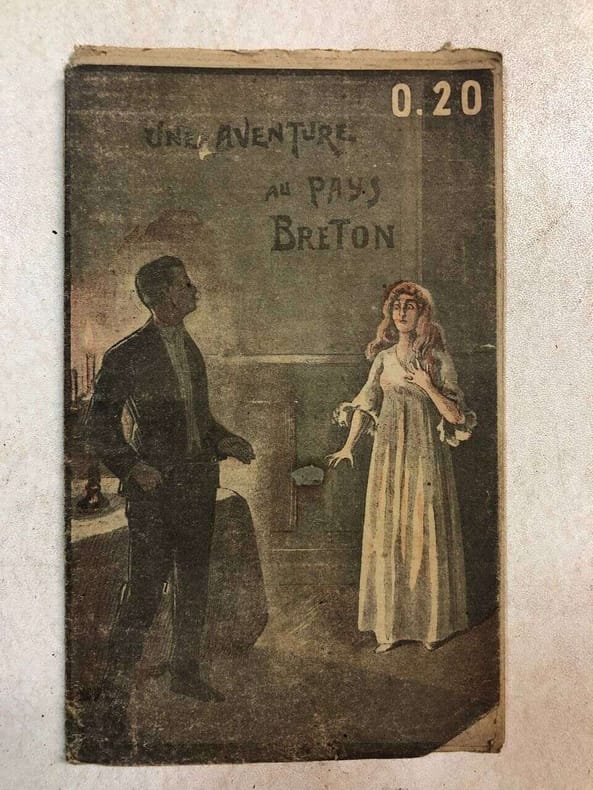 0.20
UNE AVENTURE
AU PAYS
BRETON